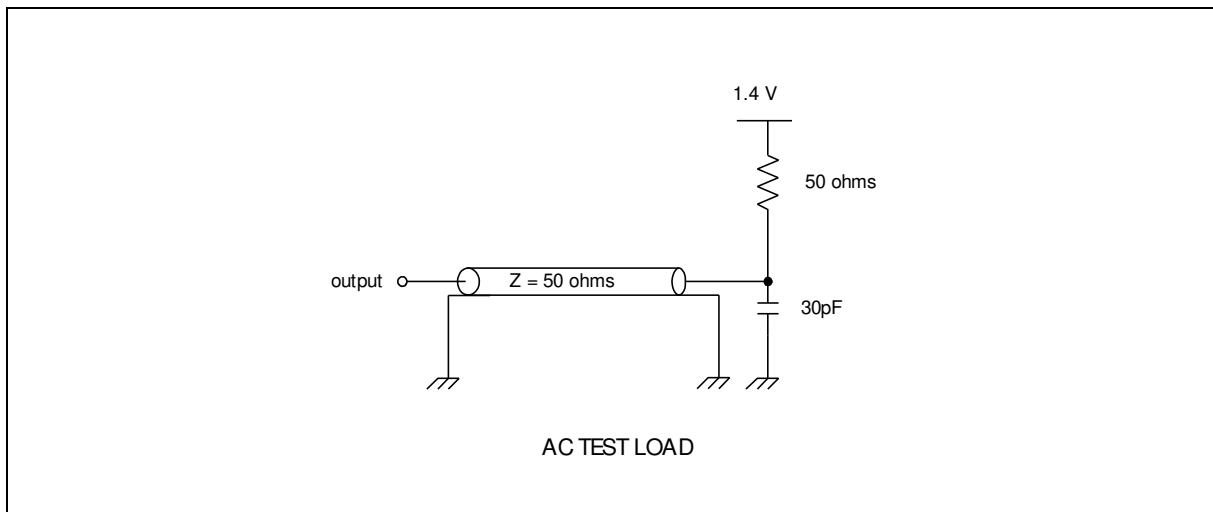 1.4 V
50 ohms
output
Z = 50 ohms
30pF
AC TEST LOAD